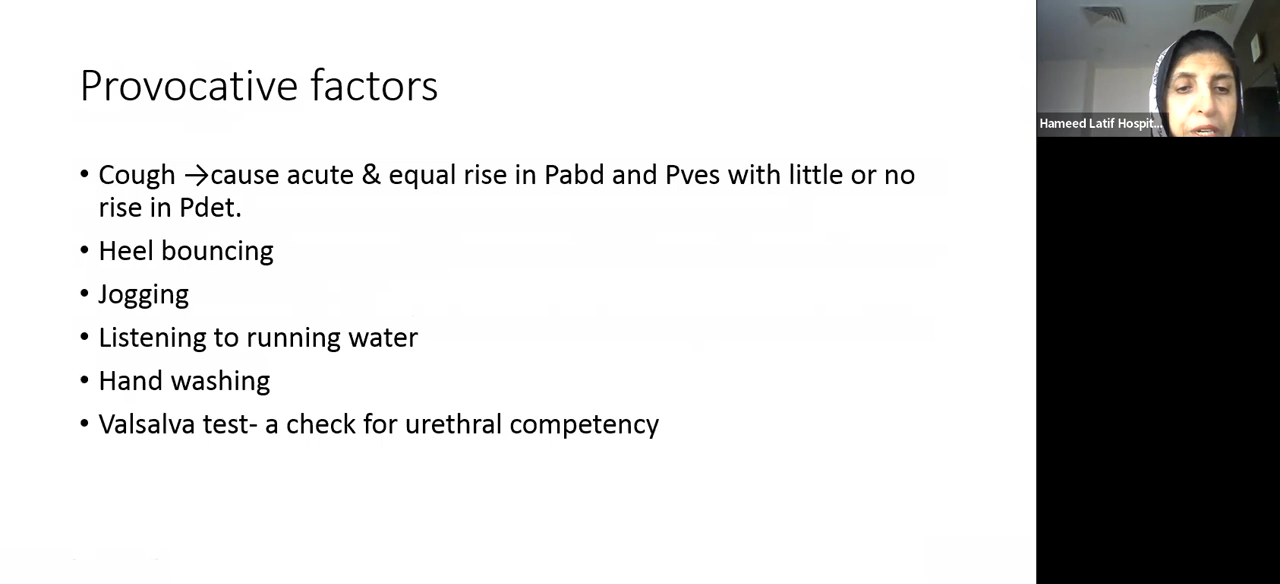 Provocative factors
• Cough →cause acute & equal rise in Pabd and Pves with little or no
rise in Pdet.
• Heel bouncing
• Jogging
• Listening to running water
• Hand washing
• Valsalva test- a check for urethral competency
Hameed Latif Hospit...